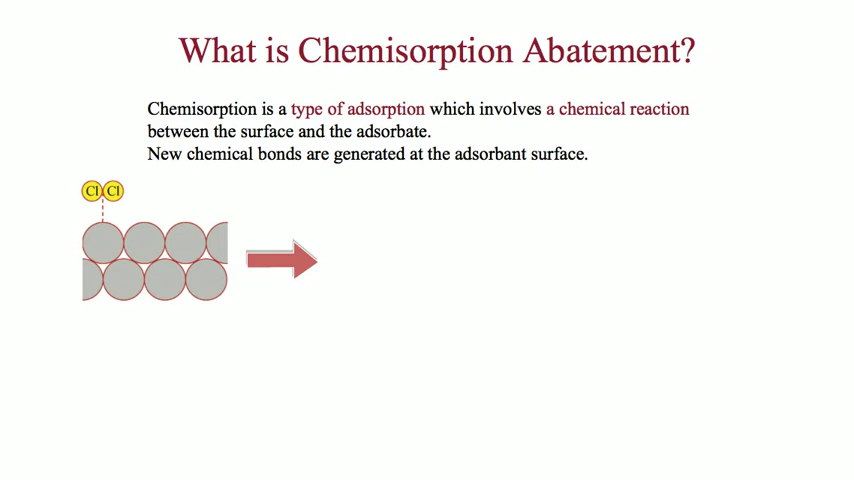 What is Chemisorption Abatement?
Chemisorption is a type of adsorption which involves a chemical reaction
between the surface and the adsorbate.
New chemical bonds are generated at the adsorbant surface.
Cl Cl